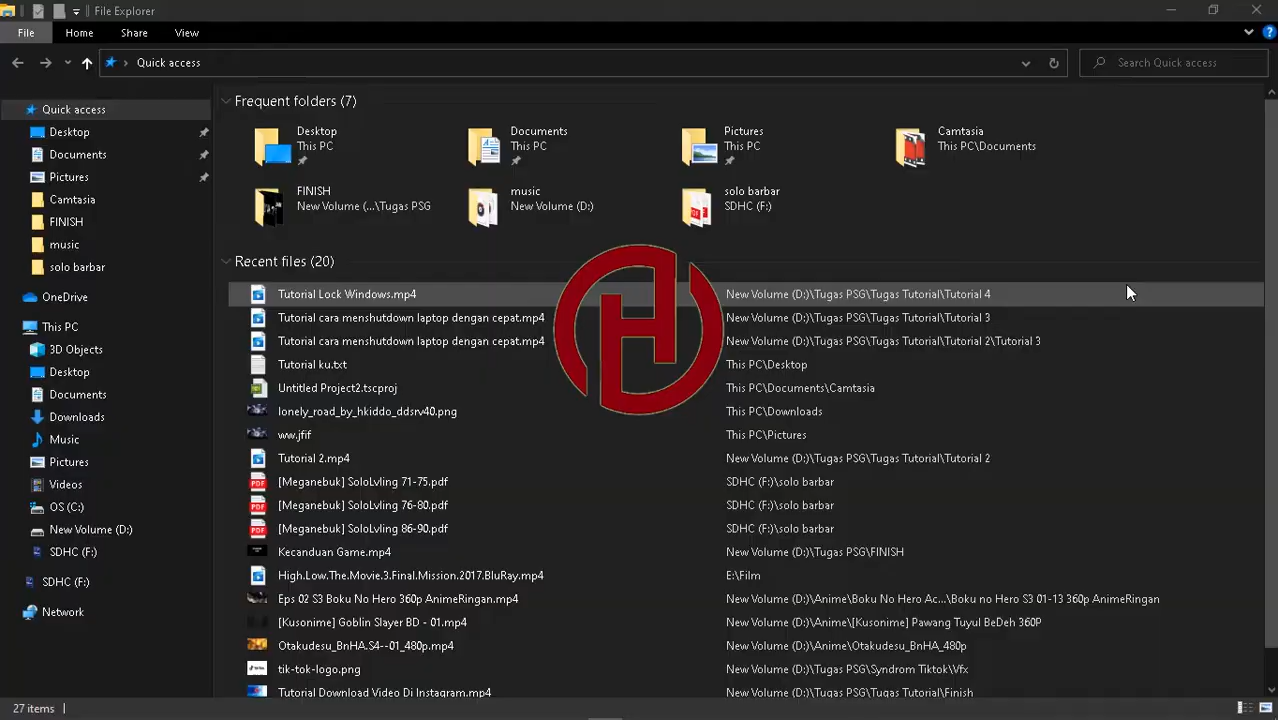 File Explorer
File Home Share View
Quick access Search Quick access
Quick access
Desktop
Documents
Pictures
Camtasia
FINISH
music
solo barbar
OneDrive
This PC
3D Objects
Desktop
Documents
Downloads
Music
Pictures
Videos
OS (C:)
New Volume (D:)
SDHC (F:)
SDHC (F:)
Network
Frequent folders (7)
Desktop
This PC
Documents
This PC
Pictures
This PC
Camtasia
This PC\Documents
FINISH
New Volume (...\Tugas PSG
music
New Volume (D:)
solo barbar
SDHC (F:)
Recent files (20)
Tutorial Lock Windows.mp4 New Volume (D:)\Tugas PSG\Tugas Tutorial\Tutorial 4
Tutorial cara menshutdown laptop dengan cepat.mp4 New Volume (D:)\Tugas PSG\Tugas Tutorial\Tutorial 3
Tutorial cara menshutdown laptop dengan cepat.mp4 New Volume (D:)\Tugas PSG\Tugas Tutorial\Tutorial 2\Tutorial 3
Tutorial ku.txt This PC\Desktop
Untitled Project2.tscproj This PC\Documents\Camtasia
lonely_road_by_hkiddo_ddsrv40.png This PC\Downloads
ww.jfif This PC\Pictures
Tutorial 2.mp4 New Volume (D:)\Tugas PSG\Tugas Tutorial\Tutorial 2
[Meganebuk] SoloLvling 71-75.pdf SDHC (F:)\solo barbar
[Meganebuk] SoloLvling 76-80.pdf SDHC (F:)\solo barbar
[Meganebuk] SoloLvling 86-90.pdf SDHC (F:)\solo barbar
Kecanduan Game.mp4 New Volume (D:)\Tugas PSG\FINISH
High.Low.The.Movie.3.Final.Mission.2017.BluRay.mp4 E:\Film
Eps 02 S3 Boku No Hero 360p AnimeRingan.mp4 New Volume (D:)\Anime\Boku No Hero Ac...\Boku no Hero S3 01-13 360p AnimeRingan
[Kusonime] Goblin Slayer BD - 01.mp4 New Volume (D:)\Anime\[Kusonime] Pawang Tuyul BeDeh 360P
Otakudesu_BnHA.S4--01_480p.mp4 New Volume (D:)\Anime\Otakudesu_BnHA_480p
tik-tok-logo.png New Volume (D:)\Tugas PSG\Syndrom Tiktok\Vfx
Tutorial Download Video Di Instagram.mp4 New Volume (D:)\Tugas PSG\Tugas Tutorial\Finish
27 items